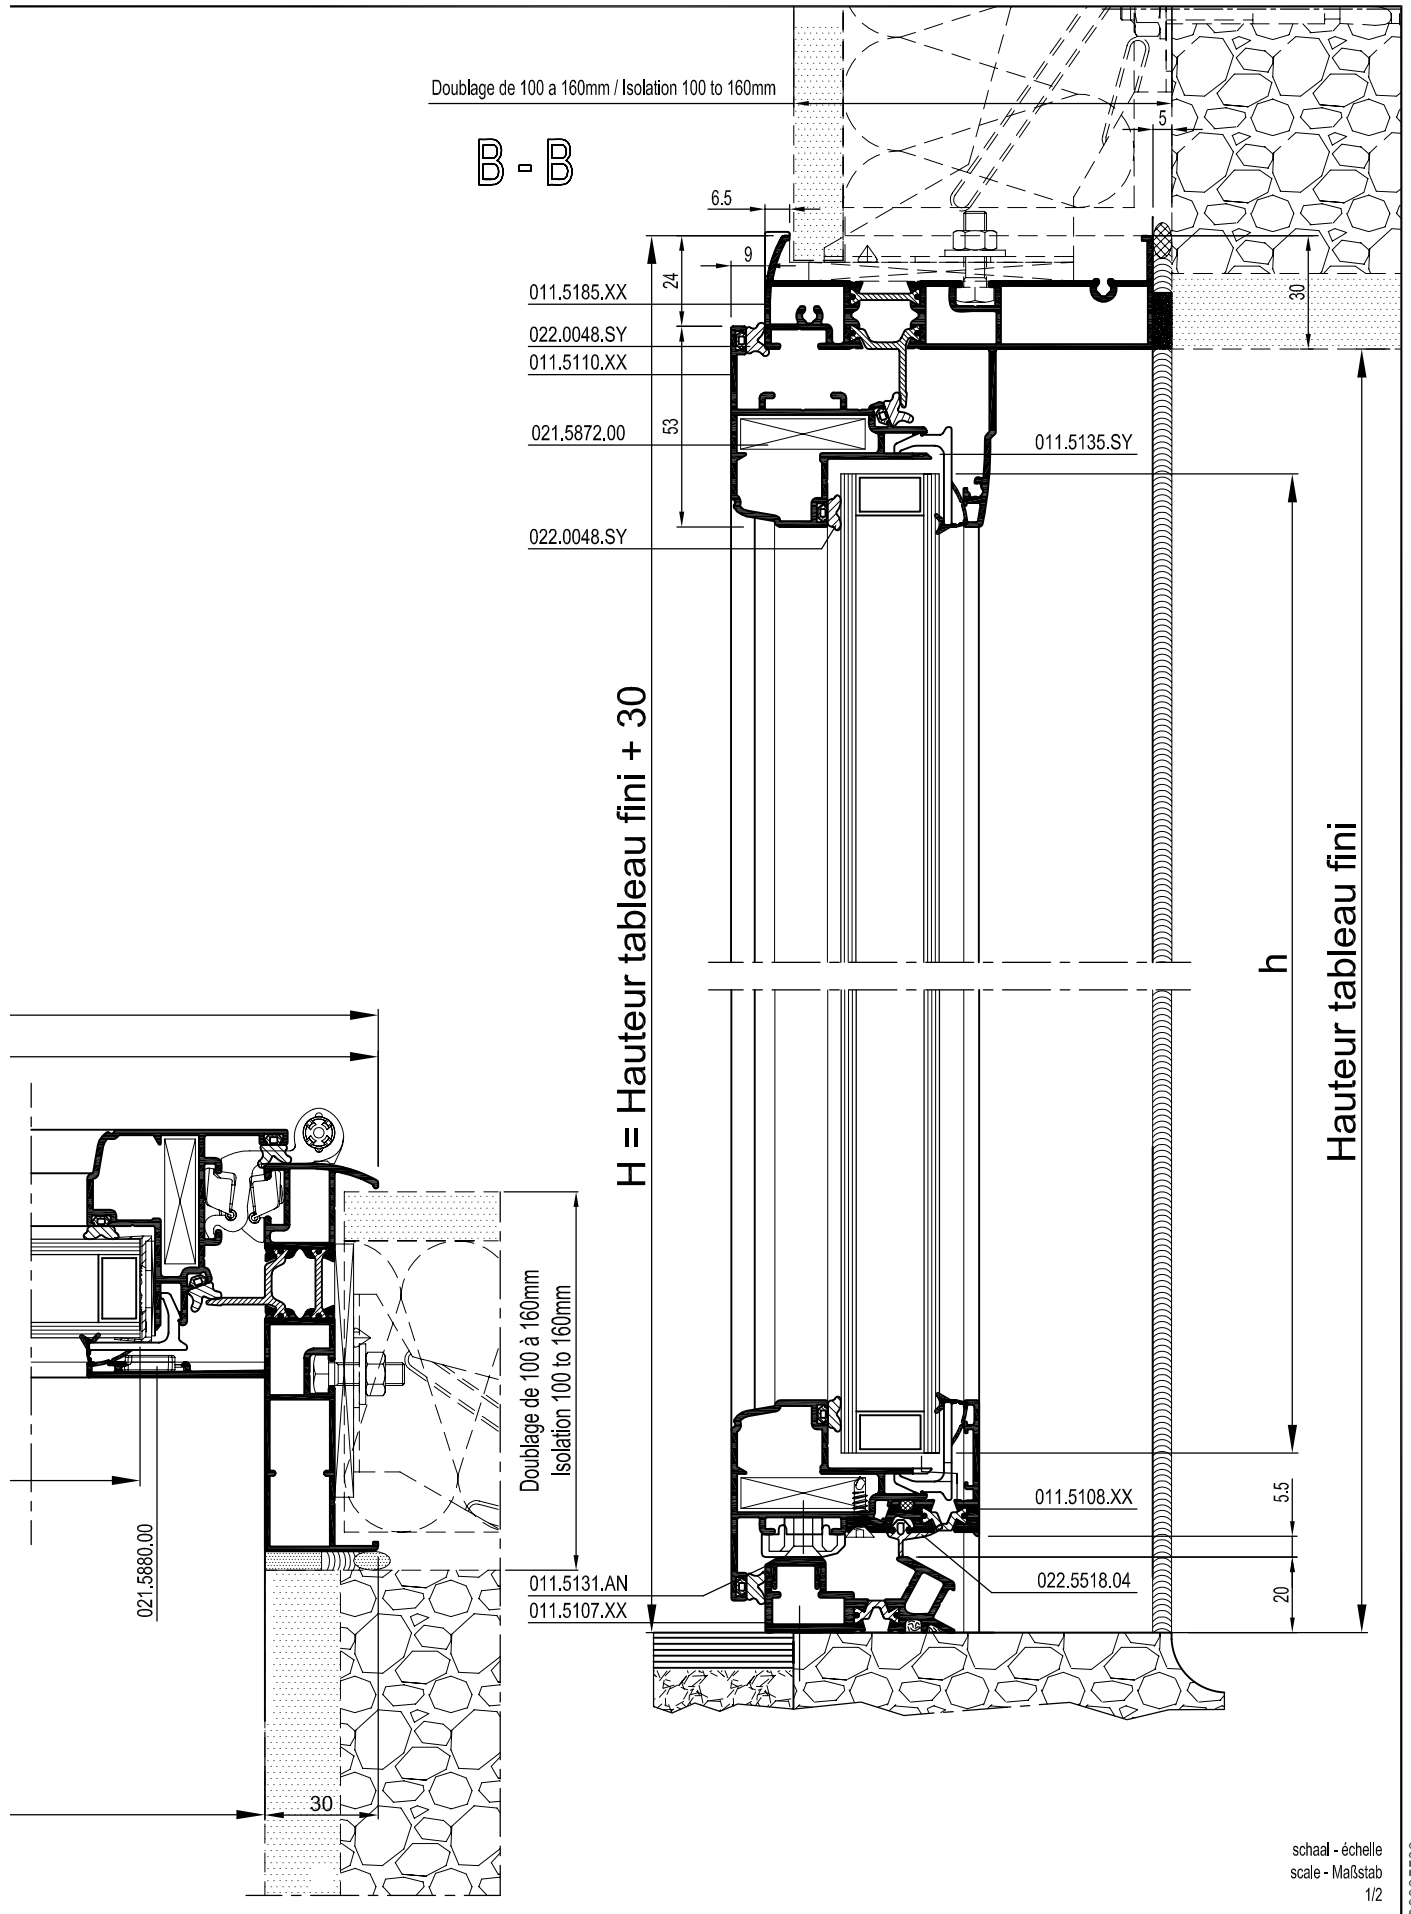 Doublage de 100 a 160mm / Isolation 100 to 160mm
5
B - B
6.5
9
24
30
011.5185.XX
022.0048.SY
011.5110.XX
53
021.5872.00
011.5135.SY
022.0048.SY
H = Hauteur tableau fini + 30
h
Hauteur tableau fini
Doublage de 100 à 160mm
Isolation 100 to 160mm
021.5880.00
011.5108.XX
5.5
022.5518.04
20
011.5131.AN
011.5107.XX
30
schaal - échelle
scale - Maßstab
1/2